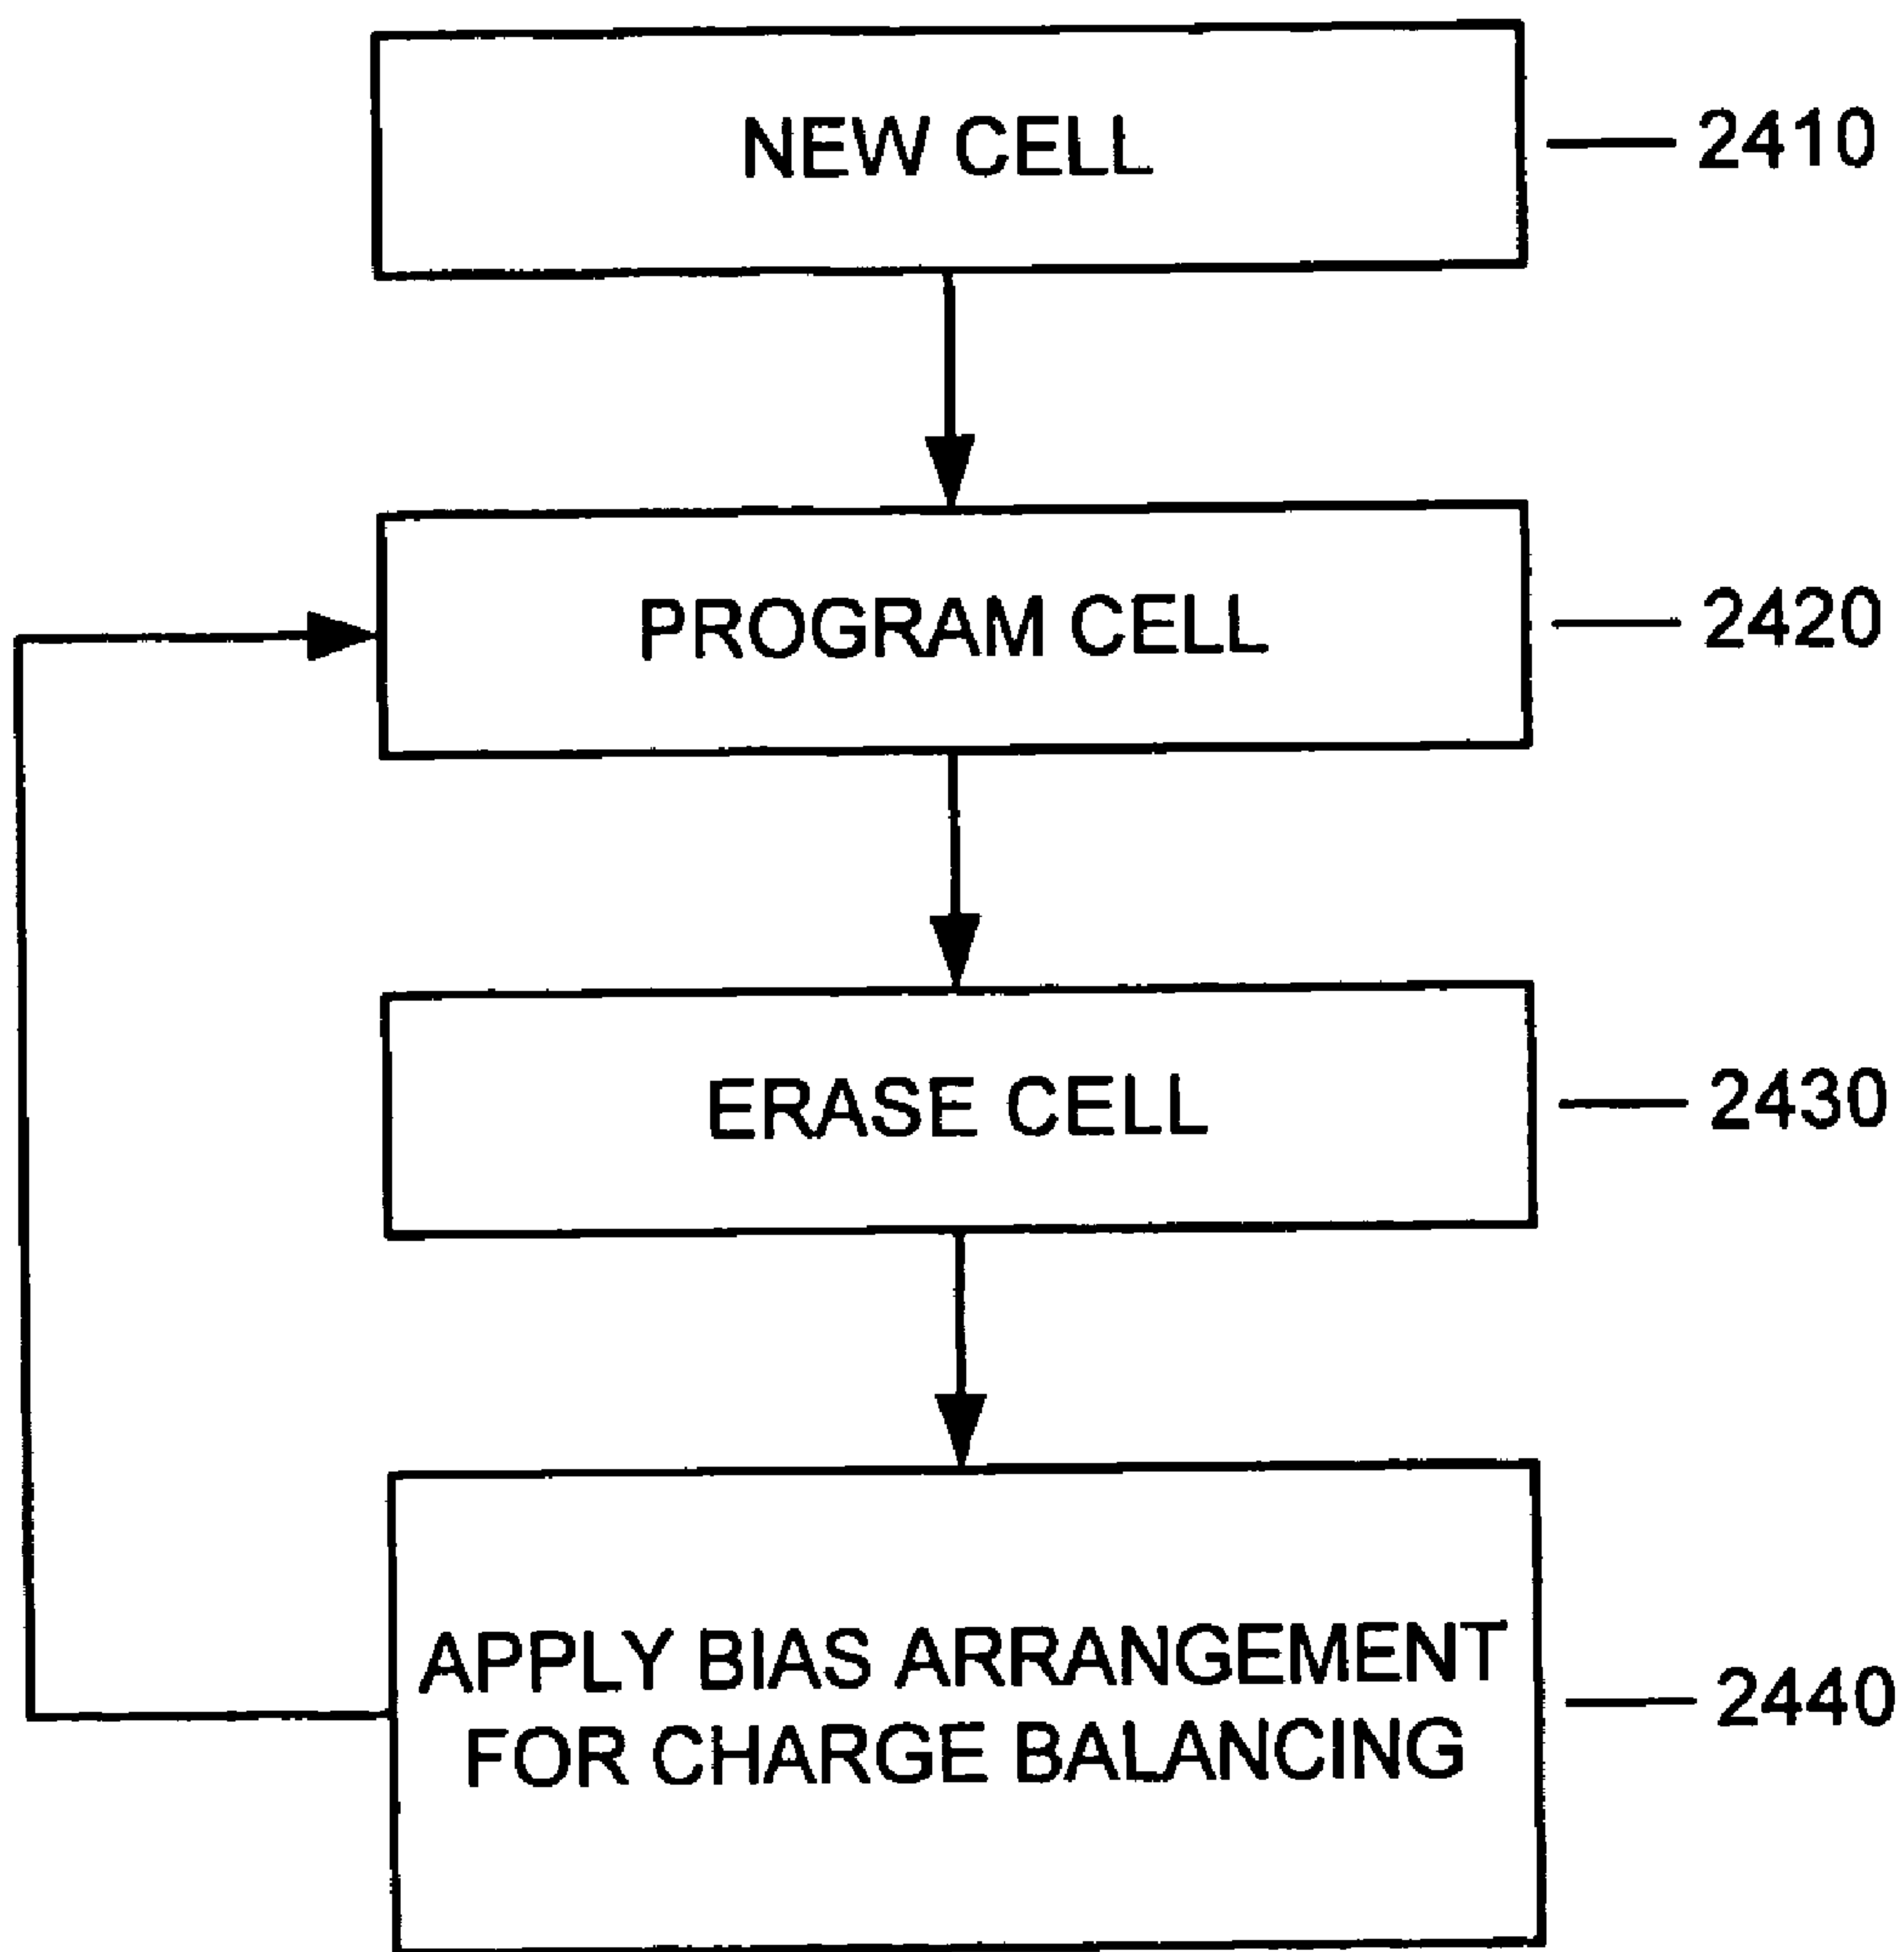 NEW CELL
2410
PROGRAM CELL
2420
ERASE CELL
2430
APPLY BIAS ARRANGEMENT
FOR CHARGE BALANCING
2440